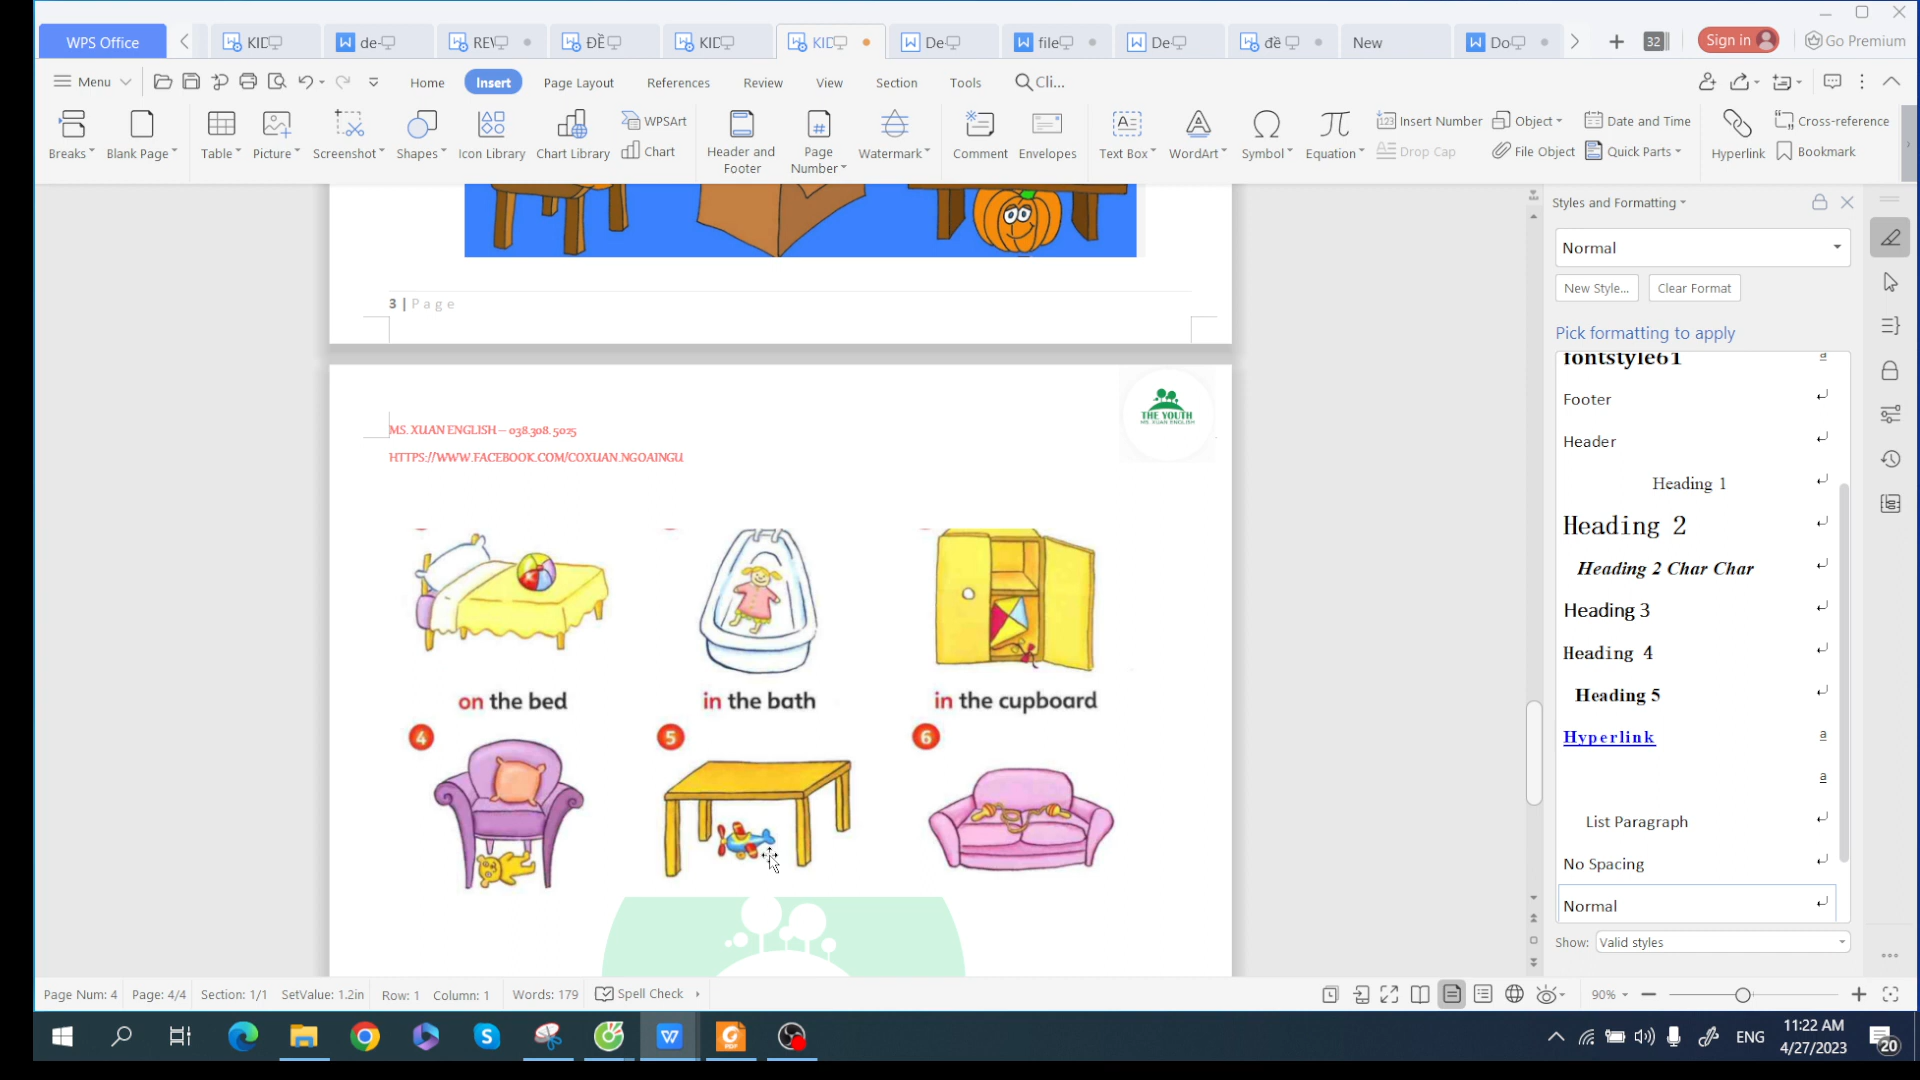 WPS Office
KID
de-
REV
ĐỀ
KID
KID
De-
file
De-
đề
New
Do
32
Sign in
Go Premium
Menu
Home
Insert
Page Layout
References
Review
View
Section
Tools
Cli...
Breaks
Blank Page
Table
Picture
Screenshot
Shapes
Icon Library
Chart Library
WPSArt
Chart
Header and
Footer
Page
Number
Watermark
Comment
Envelopes
Text Box
WordArt
Symbol
Equation
Insert Number
Drop Cap
Object
File Object
Date and Time
Quick Parts
Hyperlink
Cross-reference
Bookmark
3 | Page
MS. XUAN ENGLISH – 038.308. 5025
HTTPS://WWW.FACEBOOK.COM/COXUAN.NGOAINGU
THE YOUTH
MS. XUAN ENGLISH
on the bed
in the bath
in the cupboard
4
5
6
Styles and Formatting
Normal
New Style...
Clear Format
Pick formatting to apply
fontstyle61
Footer
Header
Heading 1
Heading 2
Heading 2 Char Char
Heading 3
Heading 4
Heading 5
Hyperlink
List Paragraph
No Spacing
Normal
Show: Valid styles
Page Num: 4
Page: 4/4
Section: 1/1
SetValue: 1.2in
Row: 1
Column: 1
Words: 179
Spell Check
90%
ENG
11:22 AM
4/27/2023
20